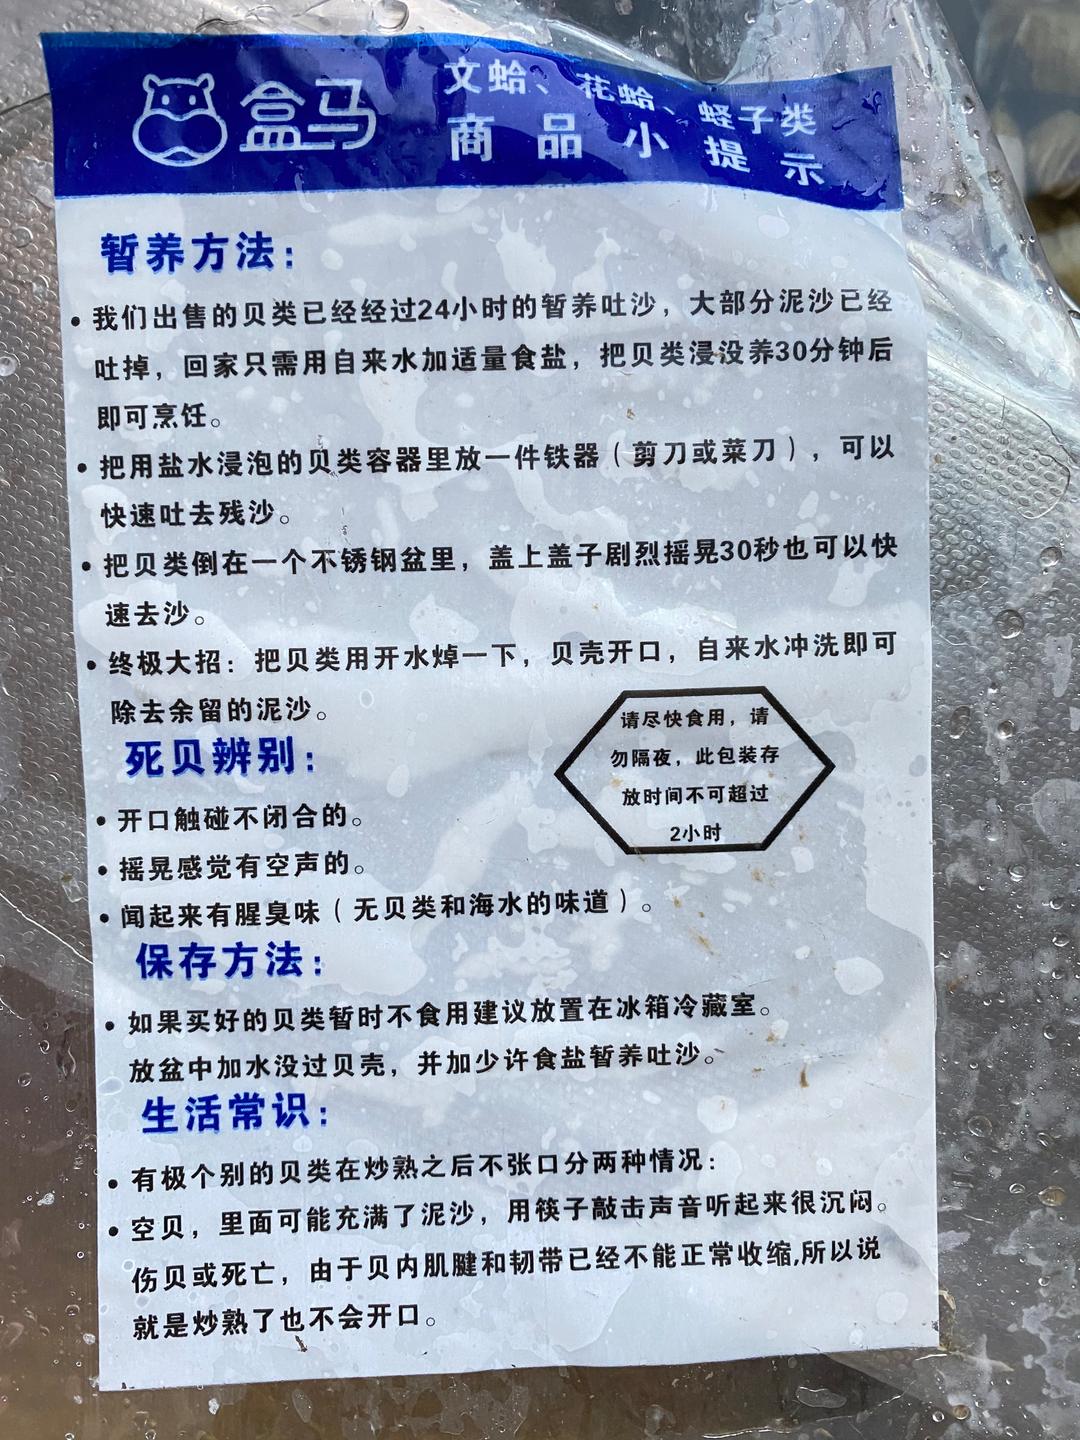 盒马
文蛤、花蛤、蛏子类
商品小提示
暂养方法：
•我们出售的贝类已经经过24小时的暂养吐沙，大部分泥沙已经
吐掉，回家只需用自来水加适量食盐，把贝类浸没养30分钟后
即可烹饪。
•把用盐水浸泡的贝类容器里放一件铁器（剪刀或菜刀），可以
快速吐去残沙。
•把贝类倒在一个不锈钢盆里，盖上盖子剧烈摇晃30秒也可以快
速去沙。
•终极大招：把贝类用开水焯一下，贝壳开口，自来水冲洗即可
除去余留的泥沙。
请尽快食用，请
勿隔夜，此包装存
放时间不可超过
2小时
死贝辨别：
•开口触碰不闭合的。
•摇晃感觉有空声的。
•闻起来有腥臭味（无贝类和海水的味道）。
保存方法：
•如果买好的贝类暂时不食用建议放置在冰箱冷藏室。
放盆中加水没过贝壳，并加少许食盐暂养吐沙。
生活常识：
•有极个别的贝类在炒熟之后不张口分两种情况：
•空贝，里面可能充满了泥沙，用筷子敲击声音听起来很沉闷。
伤贝或死亡，由于贝内肌腱和韧带已经不能正常收缩,所以说
就是炒熟了也不会开口。